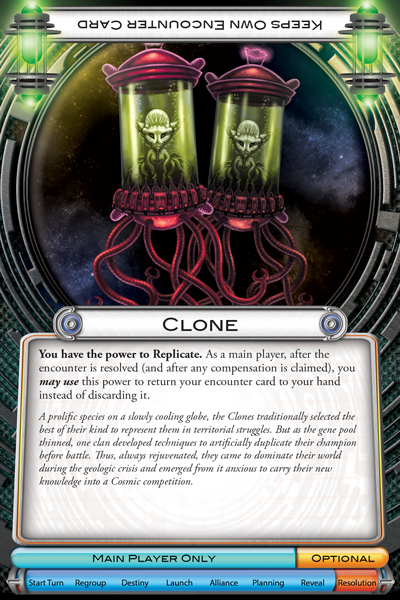 Keeps Own Encounter Card
Clone
You have the power to Replicate. As a main player, after the
encounter is resolved (and after any compensation is claimed), you
may use this power to return your encounter card to your hand
instead of discarding it.
A prolific species on a slowly cooling globe, the Clones traditionally selected the
best of their kind to represent them in territorial struggles. But as the gene pool
thinned, one clan developed techniques to artificially duplicate their champion
before battle. Thus, always rejuvenated, they came to dominate their world
during the geologic crisis and emerged from it anxious to carry their new
knowledge into a Cosmic competition.
Main Player Only Optional
Start Turn Regroup Destiny Launch Alliance Planning Reveal Resolution